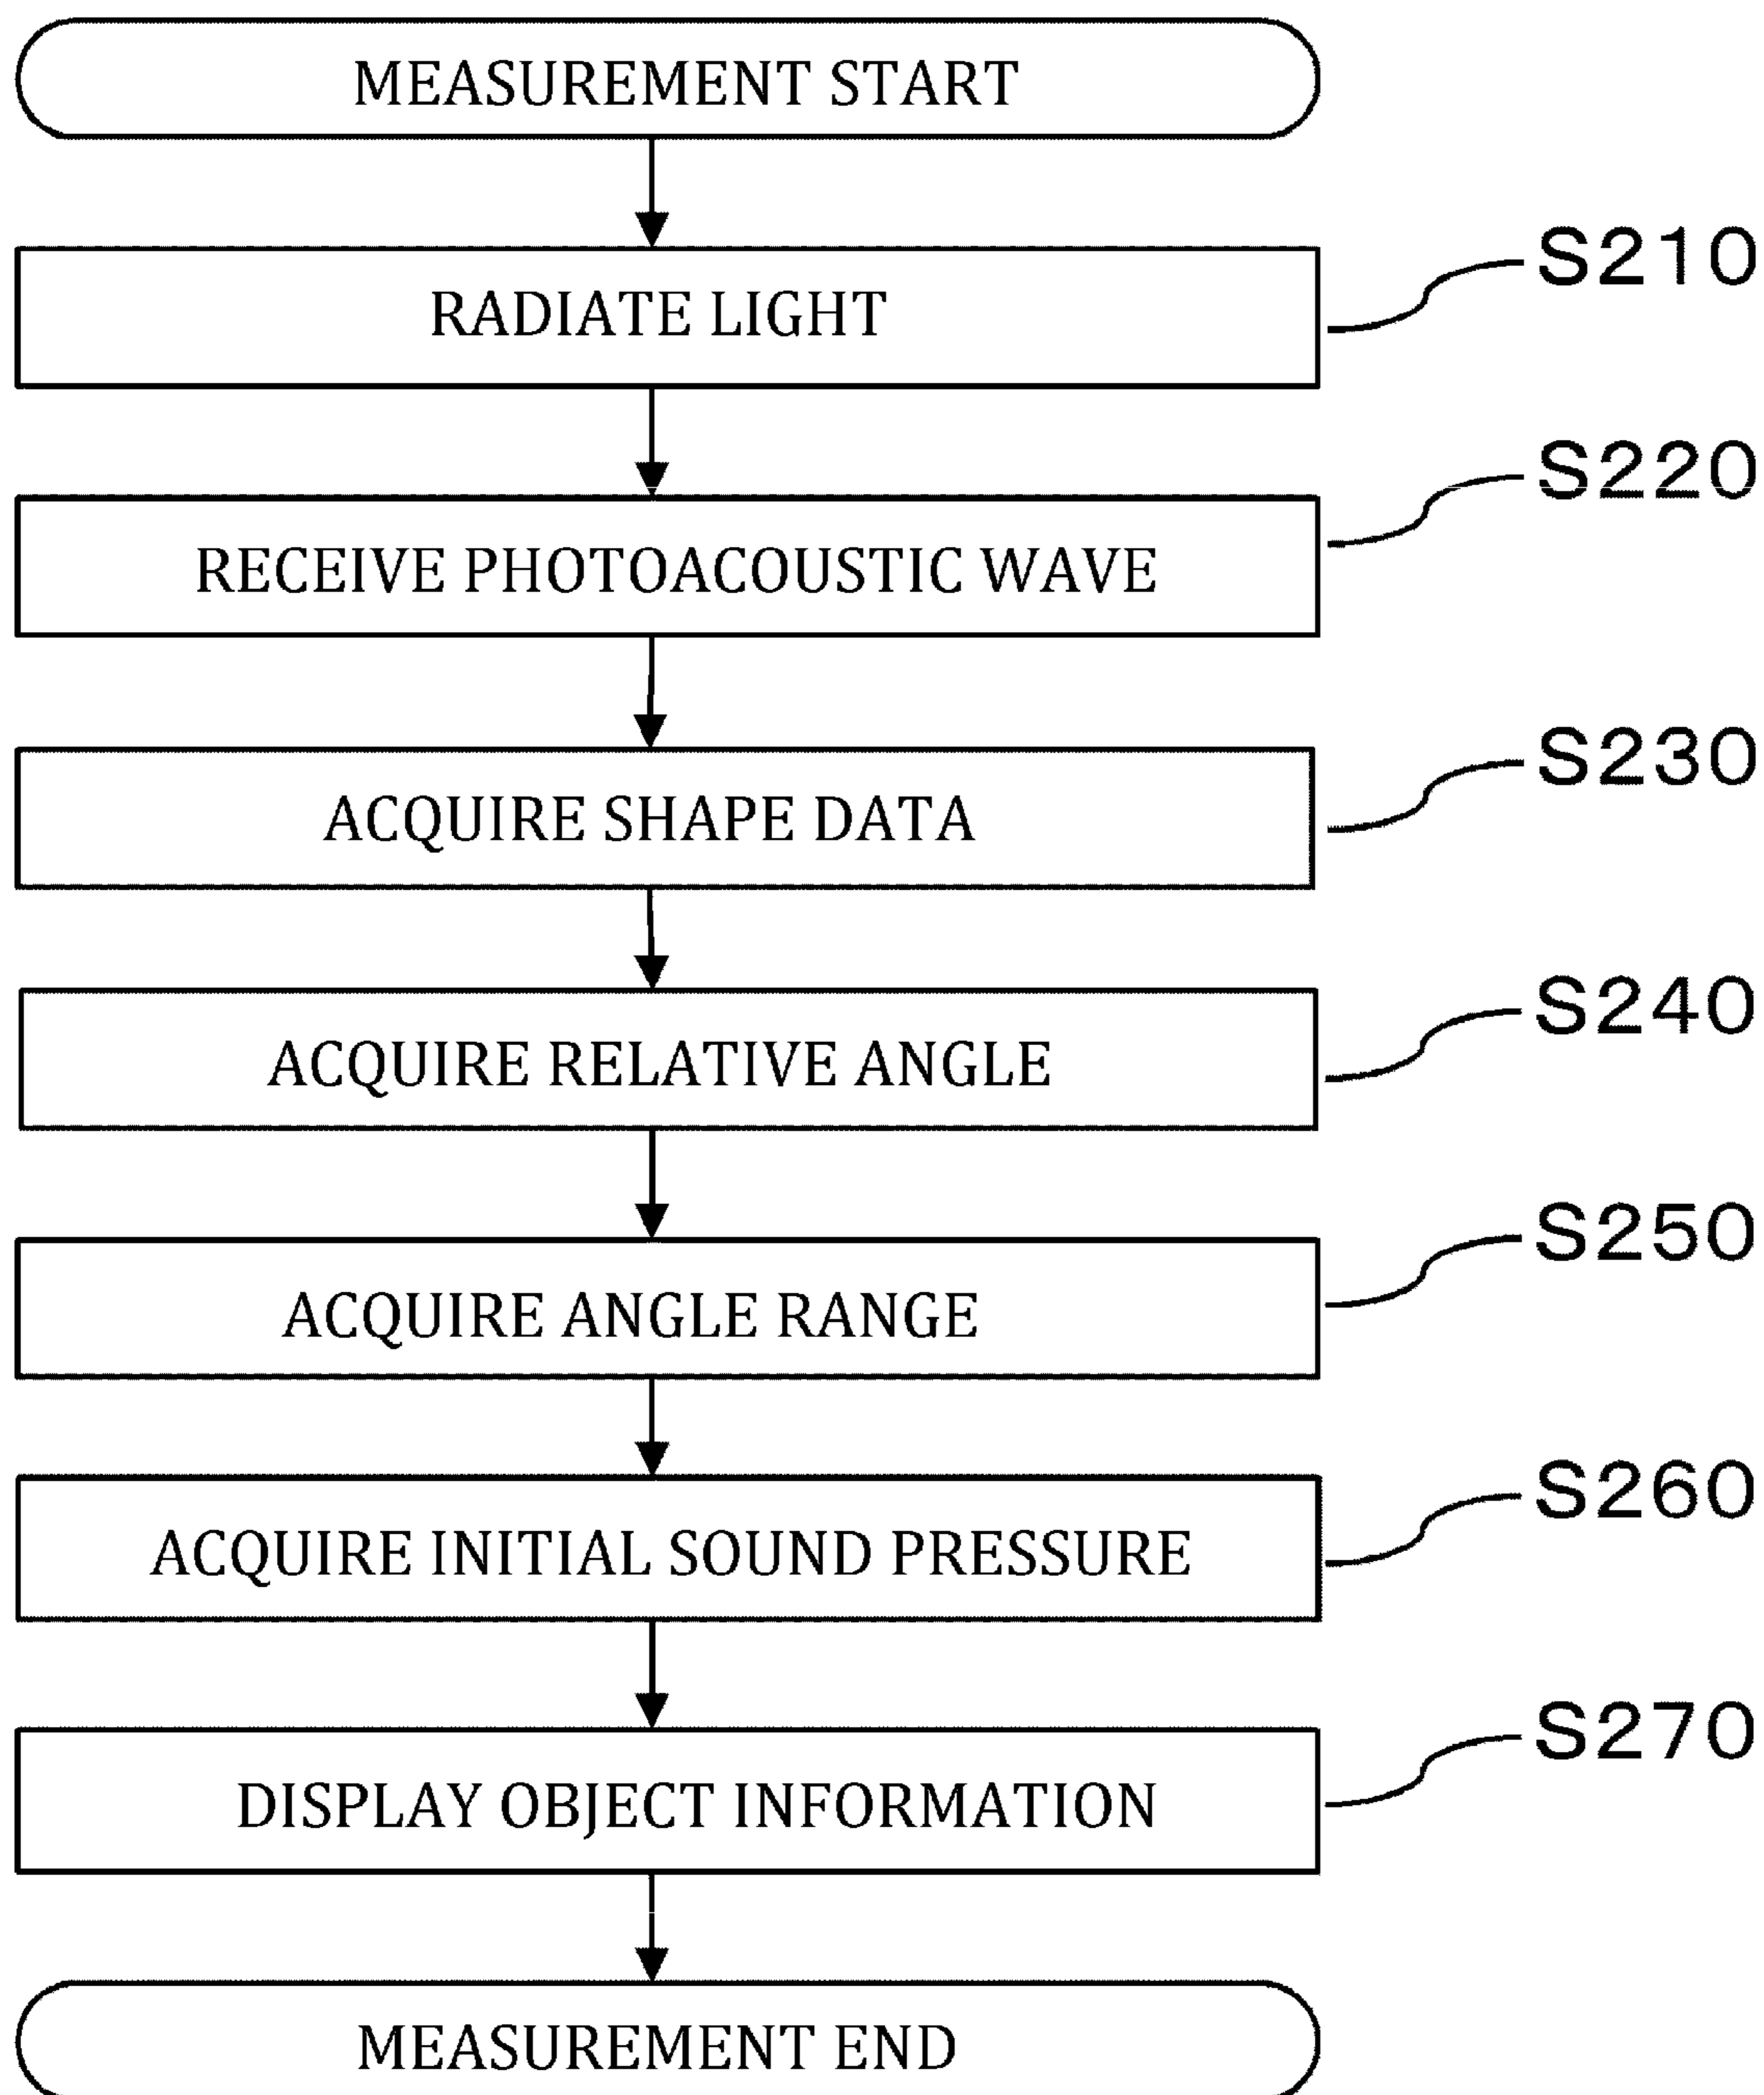 MEASUREMENT START
RADIATE LIGHT
S210
RECEIVE PHOTOACOUSTIC WAVE
S220
ACQUIRE SHAPE DATA
S230
ACQUIRE RELATIVE ANGLE
S240
ACQUIRE ANGLE RANGE
S250
ACQUIRE INITIAL SOUND PRESSURE
S260
DISPLAY OBJECT INFORMATION
S270
MEASUREMENT END